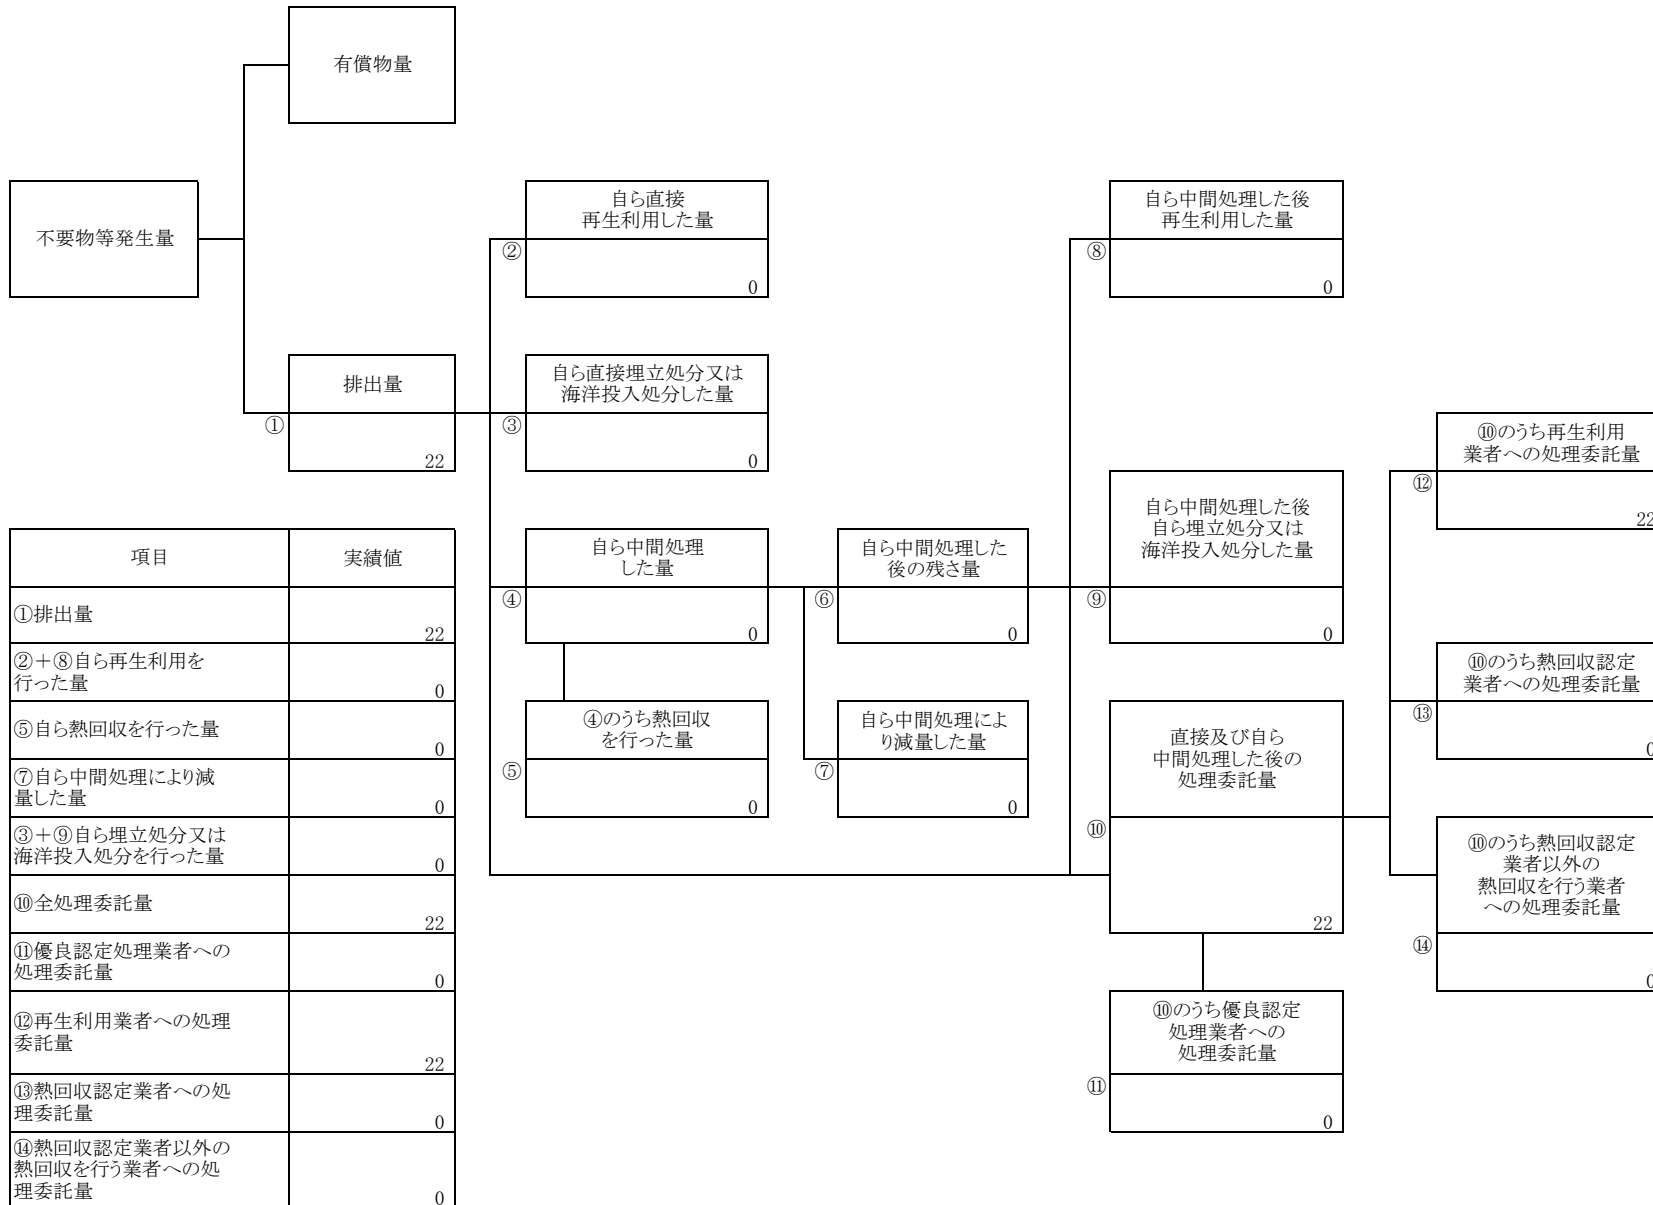 有償物量
不要物等発生量
自ら直接
再生利用した量
②
0
自ら中間処理した後
再生利用した量
⑧
0
排出量
①
22
自ら直接埋立処分又は
海洋投入処分した量
③
0
⑩のうち再生利用
業者への処理委託量
⑫
22
自ら中間処理した後
自ら埋立処分又は
海洋投入処分した量
⑨
0
自ら中間処理
した量
④
0
自ら中間処理した
後の残さ量
⑥
0
⑩のうち熱回収認定
業者への処理委託量
⑬
0
④のうち熱回収
を行った量
⑤
0
自ら中間処理によ
り減量した量
⑦
0
直接及び自ら
中間処理した後の
処理委託量
⑩
22
⑩のうち熱回収認定
業者以外の
熱回収を行う業者
への処理委託量
⑭
0
⑩のうち優良認定
処理業者への
処理委託量
⑪
0
項目 実績値
①排出量
22
②+⑧自ら再生利用を
行った量
0
⑤自ら熱回収を行った量
0
⑦自ら中間処理により減
量した量
0
③+⑨自ら埋立処分又は
海洋投入処分を行った量
0
⑩全処理委託量
22
⑪優良認定処理業者への
処理委託量
0
⑫再生利用業者への処理
委託量
22
⑬熱回収認定業者への処
理委託量
0
⑭熱回収認定業者以外の
熱回収を行う業者への処
理委託量
0